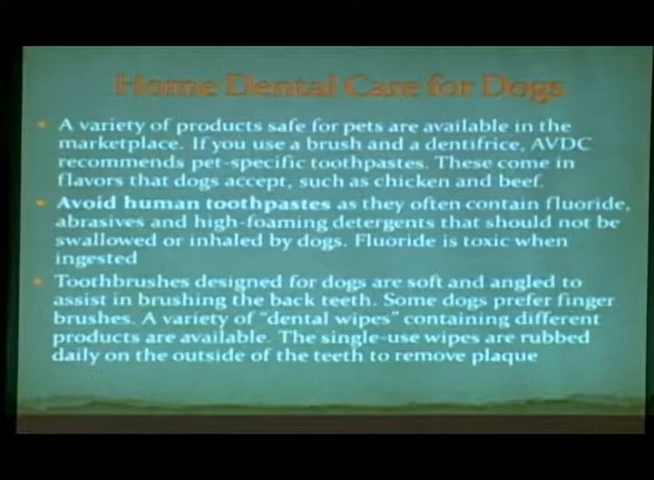 Home Dental Care for Dogs
• A variety of products safe for pets are available in the
marketplace. If you use a brush and a dentifrice, AVDC
recommends pet-specific toothpastes. These come in
flavors that dogs accept, such as chicken and beef.
• Avoid human toothpastes as they often contain fluoride,
abrasives and high-foaming detergents that should not be
swallowed or inhaled by dogs. Fluoride is toxic when
ingested
• Toothbrushes designed for dogs are soft and angled to
assist in brushing the back teeth. Some dogs prefer finger
brushes. A variety of "dental wipes" containing different
products are available. The single-use wipes are rubbed
daily on the outside of the teeth to remove plaque